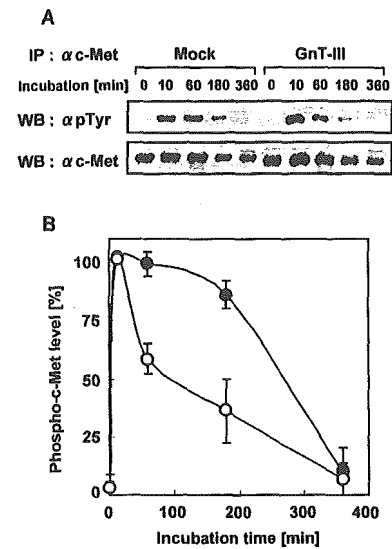 A
IP : α c-Met Mock GnT-III
Incubation [min] 0 10 60 180 360 0 10 60 180 360
WB : α pTyr
WB : α c-Met
B
Phospho-c-Met level [%]
100
75
50
25
0
0 100 200 300 400
Incubation time [min]